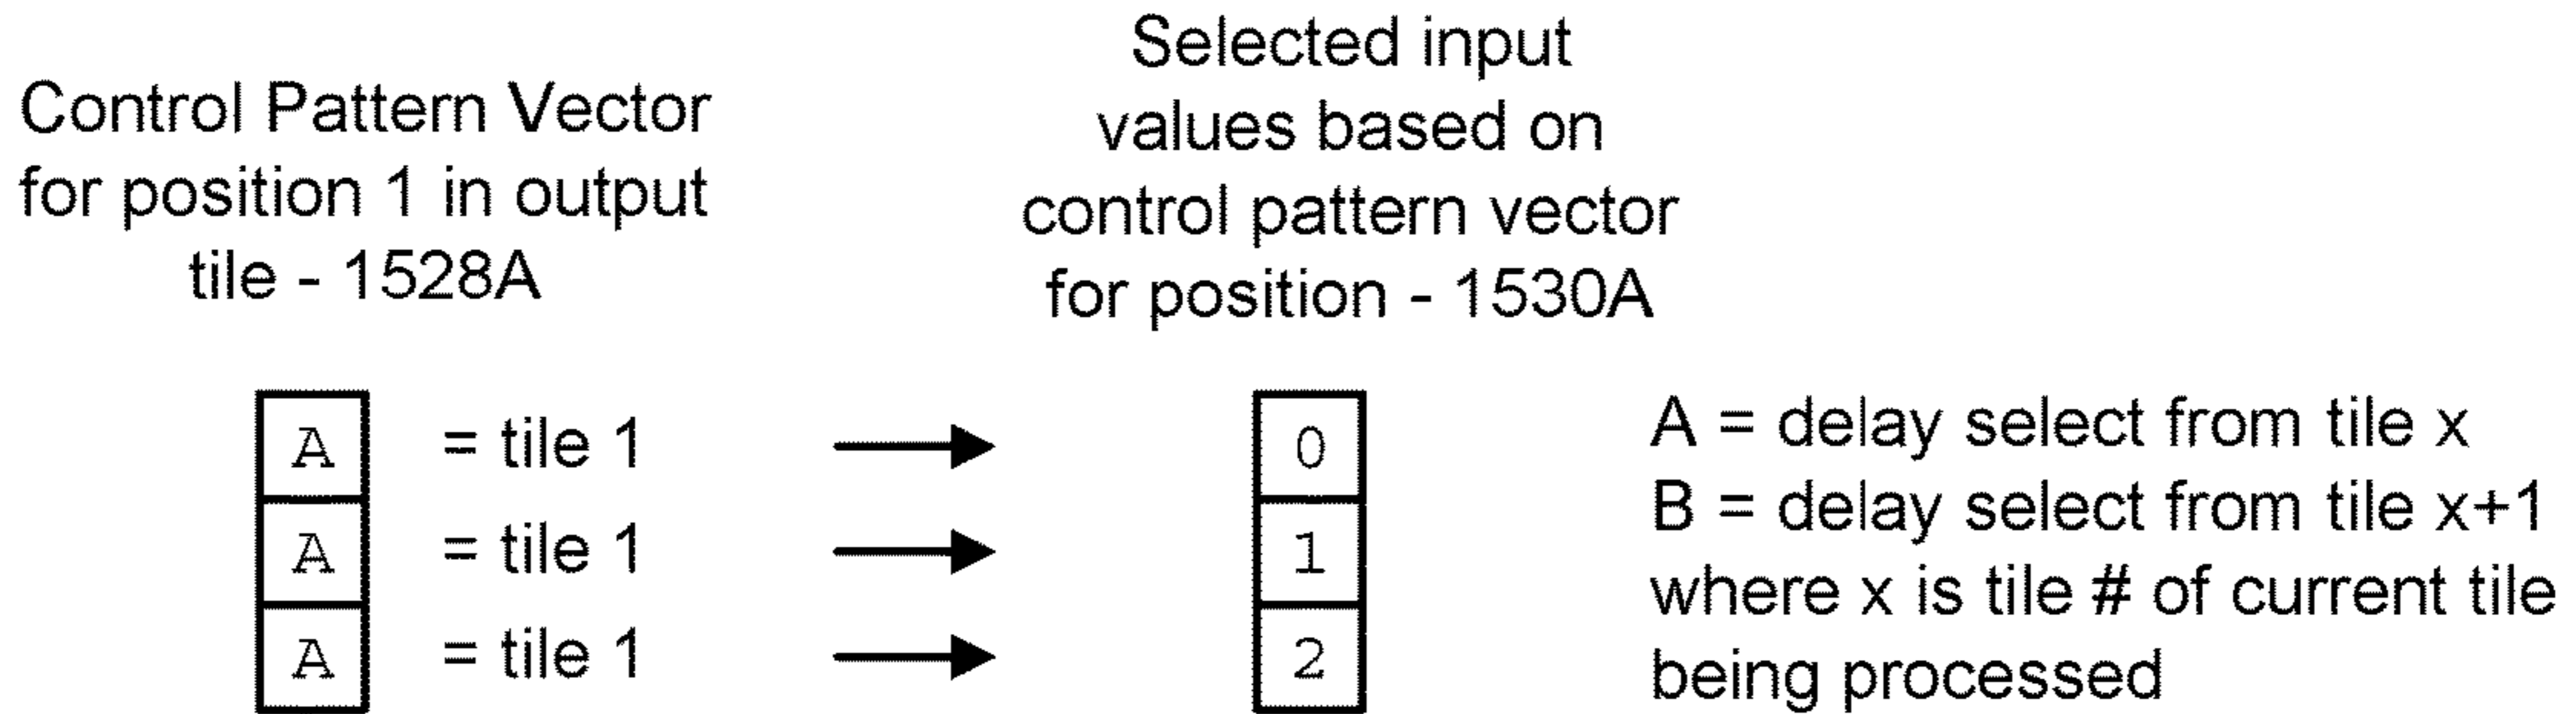 Control Pattern Vector
for position 1 in output
tile - 1528A
Selected input
values based on
control pattern vector
for position - 1530A
A = tile 1 0
A = tile 1 1
A = tile 1 2
A = delay select from tile x
B = delay select from tile x+1
where x is tile # of current tile
being processed